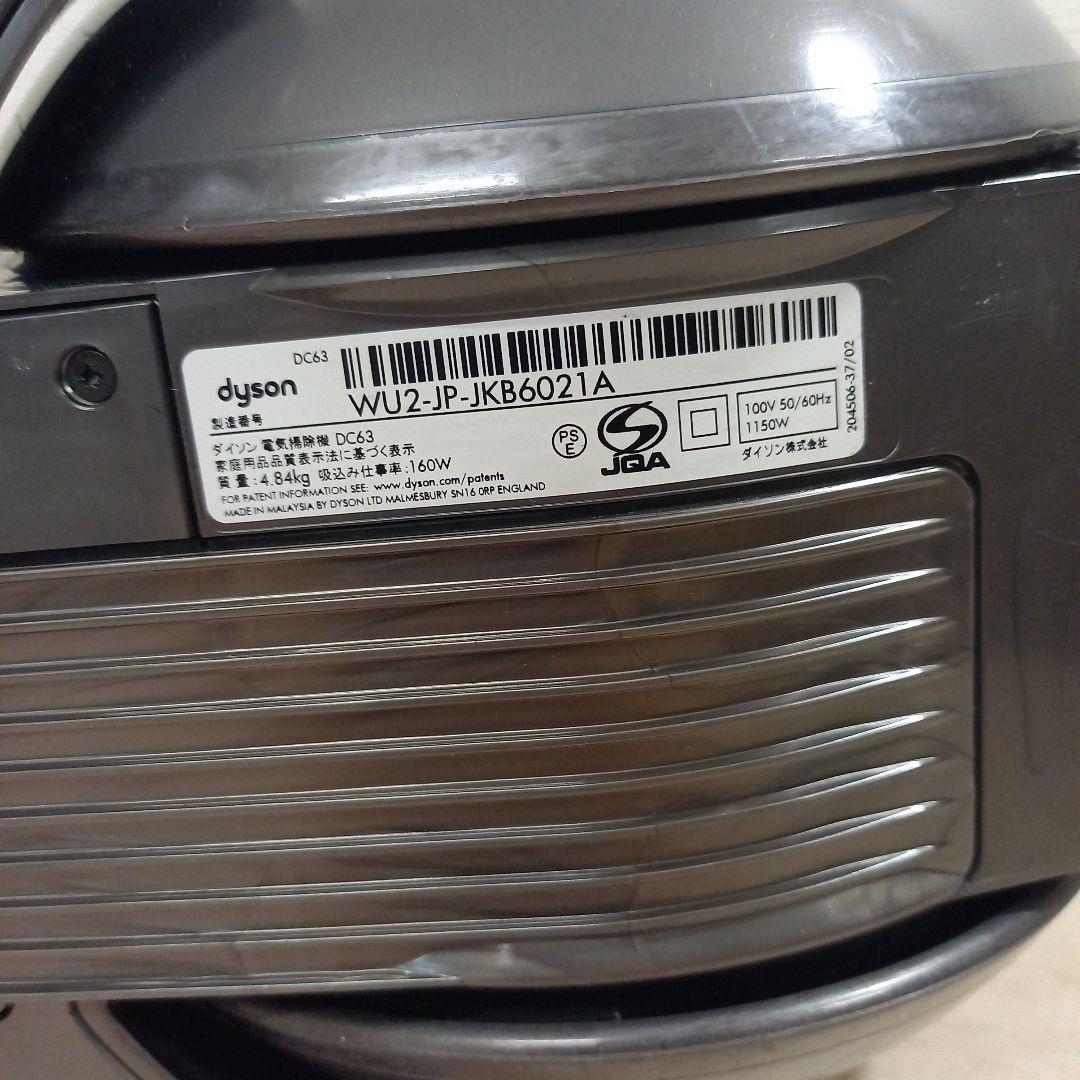 DC63
dyson
WU2-JP-JKB6021A
製造番号
ダイソン 電気掃除機 DC63
家庭用品品質表示法に基づく表示
質 量 : 4.84kg 吸込み仕事率 : 160W
FOR PATENT INFORMATION SEE: www.dyson.com/patents
MADE IN MALAYSIA BY DYSON LTD MALMESBURY SN16 0RP ENGLAND
PS
E
JQA
100V 50/60Hz
1150W
ダイソン株式会社
204506-37/02